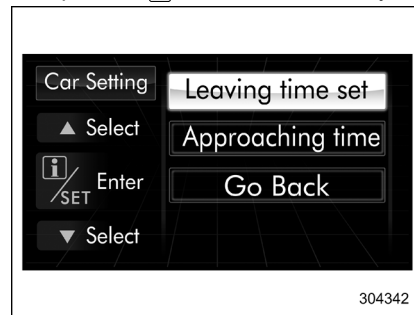 Car Setting
▲ Select
i/SET Enter
▼ Select
Leaving time set
Approaching time
Go Back
304342